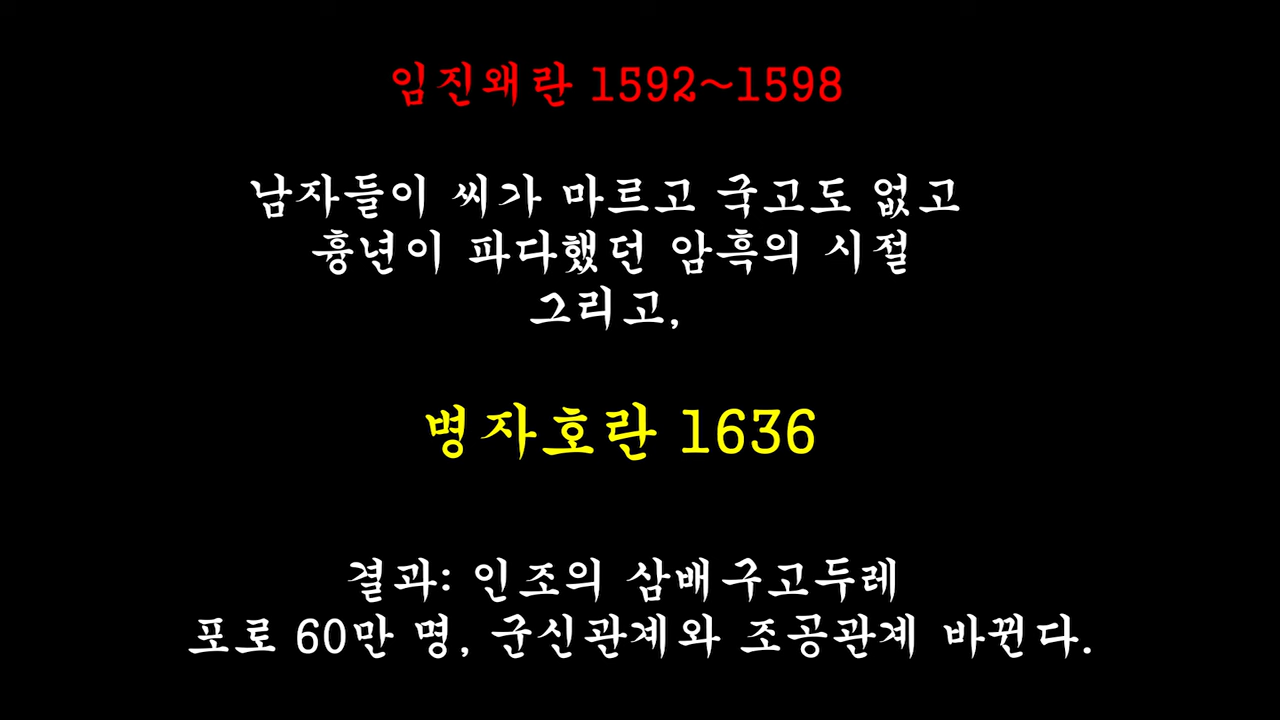 임진왜란 1592~1598
남자들이 씨가 마르고 국고도 없고
흉년이 파다했던 암흑의 시절
그리고,
병자호란 1636
결과: 인조의 삼배구고두레
포로 60만 명, 군신관계와 조공관계 바뀐다.